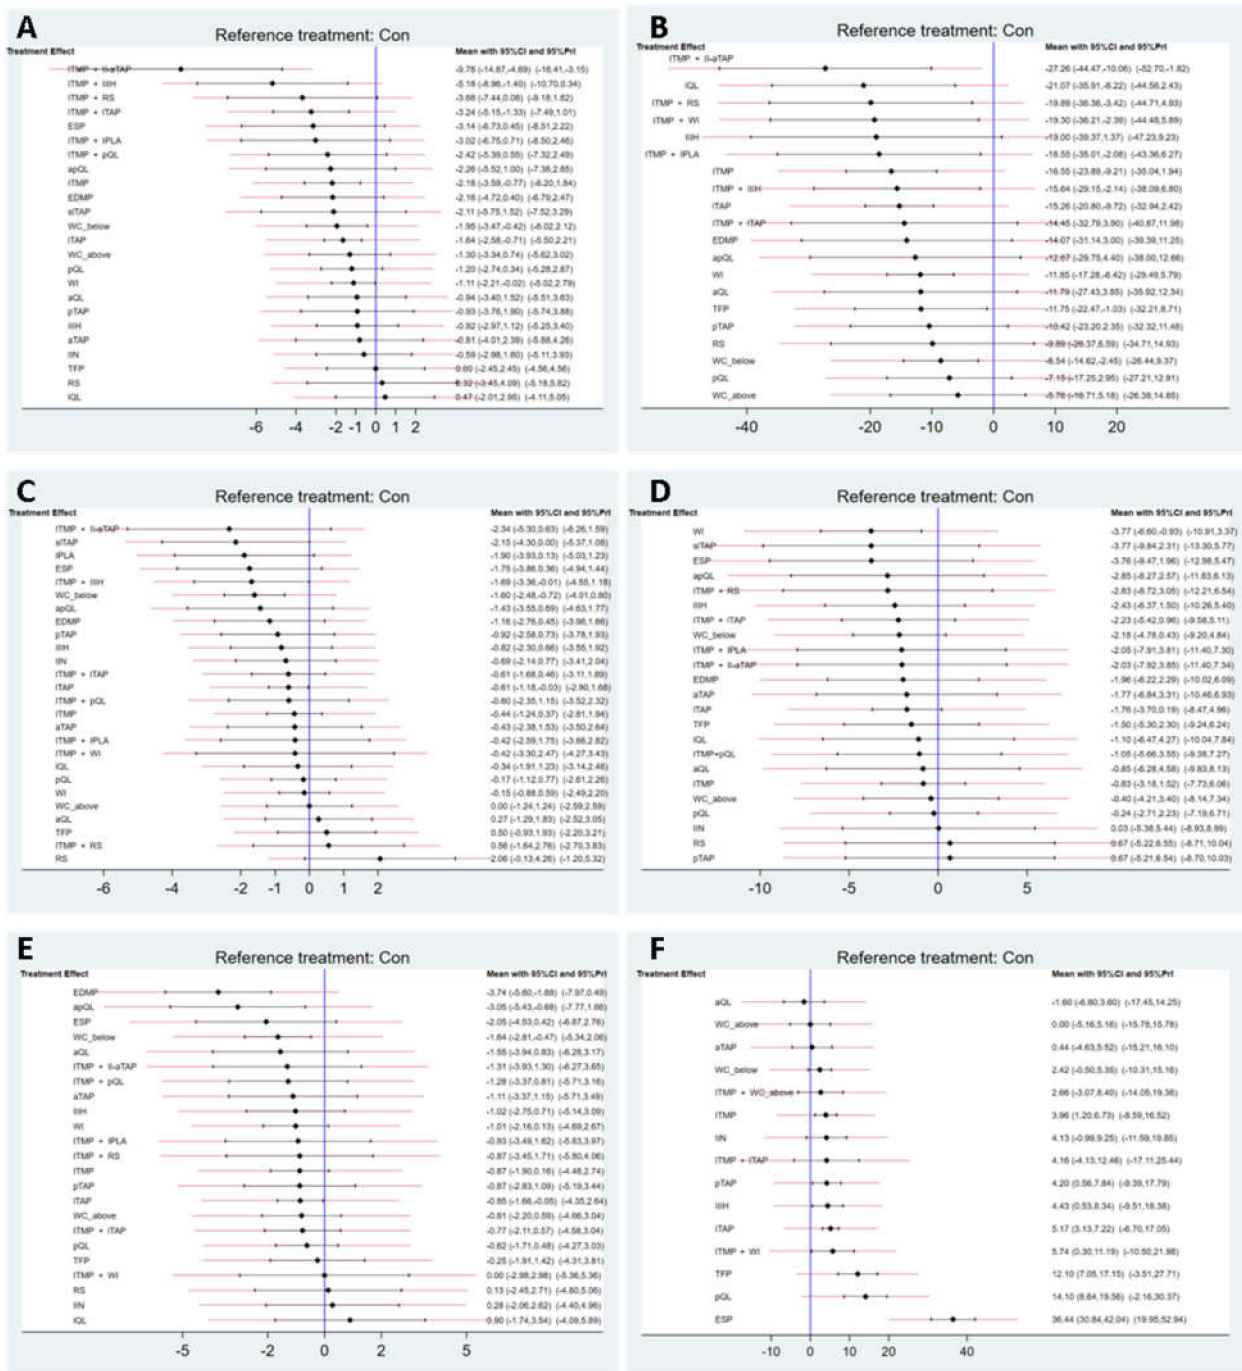 A
Reference treatment: Con
Treatment Effect Mean with 95%CI and 95%PrI
ITMP + II-aTAP -9.78 (-14.87,-4.69) (-16.41,-3.15)
ITMP + IIIH -5.18 (-8.96,-1.40) (-10.70,0.34)
ITMP + RS -3.68 (-7.44,0.08) (-9.18,1.82)
ITMP + lTAP -3.24 (-5.15,-1.33) (-7.49,1.01)
ESP -3.14 (-6.73,0.45) (-8.51,2.22)
ITMP + IPLA -3.02 (-6.75,0.71) (-8.50,2.46)
ITMP + pQL -2.42 (-5.39,0.55) (-7.32,2.49)
apQL -2.26 (-5.52,1.00) (-7.38,2.85)
ITMP -2.18 (-3.59,-0.77) (-6.20,1.84)
EDMP -2.16 (-4.72,0.40) (-6.79,2.47)
slTAP -2.11 (-5.75,1.52) (-7.52,3.29)
WC_below -1.95 (-3.47,-0.42) (-6.02,2.12)
lTAP -1.64 (-2.58,-0.71) (-5.50,2.21)
WC_above -1.30 (-3.34,0.74) (-5.62,3.02)
pQL -1.20 (-2.74,0.34) (-5.28,2.87)
WI -1.11 (-2.21,-0.02) (-5.02,2.79)
aQL -0.94 (-3.40,1.52) (-5.51,3.63)
pTAP -0.93 (-3.76,1.90) (-5.74,3.88)
IIIH -0.92 (-2.97,1.12) (-5.25,3.40)
aTAP -0.81 (-4.01,2.39) (-5.88,4.26)
IIN -0.59 (-2.98,1.80) (-5.11,3.93)
TFP 0.00 (-2.45,2.45) (-4.56,4.56)
RS 0.32 (-3.45,4.09) (-5.18,5.82)
lQL 0.47 (-2.01,2.95) (-4.11,5.05)
-6 -2 -1 0 1 2
B
Reference treatment: Con
Treatment Effect Mean with 95%CI and 95%PrI
ITMP + II-aTAP -27.26 (-44.47,-10.06) (-52.70,-1.82)
lQL -21.07 (-35.91,-6.22) (-44.56,2.43)
ITMP + RS -19.89 (-36.36,-3.42) (-44.71,4.93)
ITMP + WI -19.30 (-36.21,-2.39) (-44.48,5.89)
IIIH -19.00 (-39.37,1.37) (-47.23,9.23)
ITMP + IPLA -18.55 (-35.01,-2.08) (-43.36,6.27)
ITMP -16.55 (-23.89,-9.21) (-35.04,1.94)
ITMP + IIIH -15.64 (-29.15,-2.14) (-38.09,6.80)
lTAP -15.26 (-20.80,-9.72) (-32.94,2.42)
ITMP + lTAP -14.45 (-32.79,3.90) (-40.87,11.98)
EDMP -14.07 (-31.14,3.00) (-39.39,11.25)
apQL -12.67 (-29.75,4.40) (-38.00,12.66)
WI -11.85 (-17.28,-6.42) (-29.49,5.79)
aQL -11.79 (-27.43,3.85) (-35.92,12.34)
TFP -11.75 (-22.47,-1.03) (-32.21,8.71)
pTAP -10.42 (-23.20,2.35) (-32.32,11.48)
RS -9.89 (-26.37,6.59) (-34.71,14.93)
WC_below -8.54 (-14.62,-2.45) (-26.44,9.37)
pQL -7.15 (-17.25,2.95) (-27.21,12.91)
WC_above -5.76 (-16.71,5.18) (-26.38,14.85)
-40 -20 -10 0 10 20
C
Reference treatment: Con
Treatment Effect Mean with 95%CI and 95%PrI
ITMP + II-aTAP -2.34 (-5.30,0.63) (-6.26,1.59)
slTAP -2.15 (-4.30,0.00) (-5.37,1.08)
IPLA -1.90 (-3.93,0.13) (-5.03,1.23)
ESP -1.75 (-3.86,0.36) (-4.94,1.44)
ITMP + IIIH -1.69 (-3.36,-0.01) (-4.55,1.18)
WC_below -1.60 (-2.48,-0.72) (-4.01,0.80)
apQL -1.43 (-3.55,0.69) (-4.63,1.77)
EDMP -1.16 (-2.76,0.45) (-3.98,1.66)
pTAP -0.92 (-2.58,0.73) (-3.78,1.93)
IIIH -0.82 (-2.30,0.66) (-3.55,1.92)
IIN -0.69 (-2.14,0.77) (-3.41,2.04)
ITMP + lTAP -0.61 (-1.68,0.46) (-3.11,1.89)
lTAP -0.61 (-1.18,-0.03) (-2.90,1.68)
ITMP + pQL -0.60 (-2.35,1.15) (-3.52,2.32)
ITMP -0.44 (-1.24,0.37) (-2.81,1.94)
aTAP -0.43 (-2.38,1.53) (-3.50,2.64)
ITMP + IPLA -0.42 (-2.59,1.75) (-3.66,2.82)
ITMP + WI -0.42 (-3.30,2.47) (-4.27,3.43)
lQL -0.34 (-1.91,1.23) (-3.14,2.46)
pQL -0.17 (-1.12,0.77) (-2.61,2.26)
WI -0.15 (-0.88,0.59) (-2.49,2.20)
WC_above 0.00 (-1.24,1.24) (-2.59,2.59)
aQL 0.27 (-1.29,1.83) (-2.52,3.05)
TFP 0.50 (-0.93,1.93) (-2.20,3.21)
ITMP + RS 0.56 (-1.64,2.76) (-2.70,3.83)
RS 2.06 (-0.13,4.26) (-1.20,5.32)
-6 -4 -2 -1 0 1 2
D
Reference treatment: Con
Treatment Effect Mean with 95%CI and 95%PrI
WI -3.77 (-6.60,-0.93) (-10.91,3.37)
slTAP -3.77 (-9.84,2.31) (-13.30,5.77)
ESP -3.76 (-9.47,1.96) (-12.98,5.47)
apQL -2.85 (-8.27,2.57) (-11.83,6.13)
ITMP + RS -2.83 (-8.72,3.05) (-12.21,6.54)
IIIH -2.43 (-6.37,1.50) (-10.26,5.40)
ITMP + lTAP -2.23 (-5.42,0.96) (-9.58,5.11)
WC_below -2.18 (-4.78,0.43) (-9.20,4.84)
ITMP + IPLA -2.05 (-7.91,3.81) (-11.40,7.30)
ITMP + II-aTAP -2.03 (-7.92,3.85) (-11.40,7.34)
EDMP -1.96 (-6.22,2.29) (-10.02,6.09)
aTAP -1.77 (-6.84,3.31) (-10.46,6.93)
lTAP -1.76 (-3.70,0.19) (-8.47,4.96)
TFP -1.50 (-5.30,2.30) (-9.24,6.24)
lQL -1.10 (-6.47,4.27) (-10.04,7.84)
ITMP+pQL -1.05 (-5.66,3.55) (-9.38,7.27)
aQL -0.85 (-6.28,4.58) (-9.83,8.13)
ITMP -0.83 (-3.18,1.52) (-7.73,6.06)
WC_above -0.40 (-4.21,3.40) (-8.14,7.34)
pQL -0.24 (-2.71,2.23) (-7.19,6.71)
IIN 0.03 (-5.38,5.44) (-8.93,8.99)
RS 0.67 (-5.22,6.55) (-8.71,10.04)
pTAP 0.67 (-5.21,6.54) (-8.70,10.03)
-10 -5 0 5
E
Reference treatment: Con
Treatment Effect Mean with 95%CI and 95%PrI
EDMP -3.74 (-5.60,-1.88) (-7.97,0.49)
apQL -3.05 (-5.43,-0.68) (-7.77,1.66)
ESP -2.05 (-4.53,0.42) (-6.87,2.76)
WC_below -1.64 (-2.81,-0.47) (-5.34,2.06)
aQL -1.55 (-3.94,0.83) (-6.28,3.17)
ITMP + II-aTAP -1.31 (-3.93,1.30) (-6.27,3.65)
ITMP + pQL -1.28 (-3.37,0.81) (-5.71,3.16)
aTAP -1.11 (-3.37,1.15) (-5.71,3.49)
IIIH -1.02 (-2.75,0.71) (-5.14,3.09)
WI -1.01 (-2.16,0.13) (-4.69,2.67)
ITMP + IPLA -0.93 (-3.49,1.62) (-5.83,3.97)
ITMP + RS -0.87 (-3.45,1.71) (-5.80,4.06)
ITMP -0.87 (-1.90,0.16) (-4.48,2.74)
pTAP -0.87 (-2.83,1.09) (-5.19,3.44)
lTAP -0.85 (-1.66,-0.05) (-4.35,2.64)
WC_above -0.81 (-2.20,0.59) (-4.66,3.04)
ITMP + lTAP -0.77 (-2.11,0.57) (-4.58,3.04)
pQL -0.62 (-1.71,0.48) (-4.27,3.03)
TFP -0.25 (-1.91,1.42) (-4.31,3.81)
ITMP + WI 0.00 (-2.98,2.98) (-5.36,5.36)
RS 0.13 (-2.45,2.71) (-4.80,5.06)
IIN 0.28 (-2.06,2.62) (-4.40,4.96)
lQL 0.90 (-1.74,3.54) (-4.09,5.89)
-5 -2 0 2 5
F
Reference treatment: Con
Treatment Effect Mean with 95%CI and 95%PrI
aQL -1.60 (-6.80,3.60) (-17.45,14.25)
WC_above 0.00 (-5.16,5.16) (-15.78,15.78)
aTAP 0.44 (-4.63,5.52) (-15.21,16.10)
WC_below 2.42 (-0.50,5.35) (-10.31,15.16)
ITMP + WC_above 2.66 (-3.07,8.40) (-14.05,19.38)
ITMP 3.96 (1.20,6.73) (-8.59,16.52)
IIN 4.13 (-0.99,9.25) (-11.59,19.85)
ITMP + lTAP 4.16 (-4.13,12.46) (-17.11,25.44)
pTAP 4.20 (0.56,7.84) (-9.39,17.79)
IIIH 4.43 (0.53,8.34) (-9.51,18.38)
lTAP 5.17 (3.13,7.22) (-6.70,17.05)
ITMP + WI 5.74 (0.30,11.19) (-10.50,21.98)
TFP 12.10 (7.05,17.15) (-3.51,27.71)
pQL 14.10 (8.64,19.56) (-2.16,30.37)
ESP 36.44 (30.84,42.04) (19.95,52.94)
-10 0 10 20 40